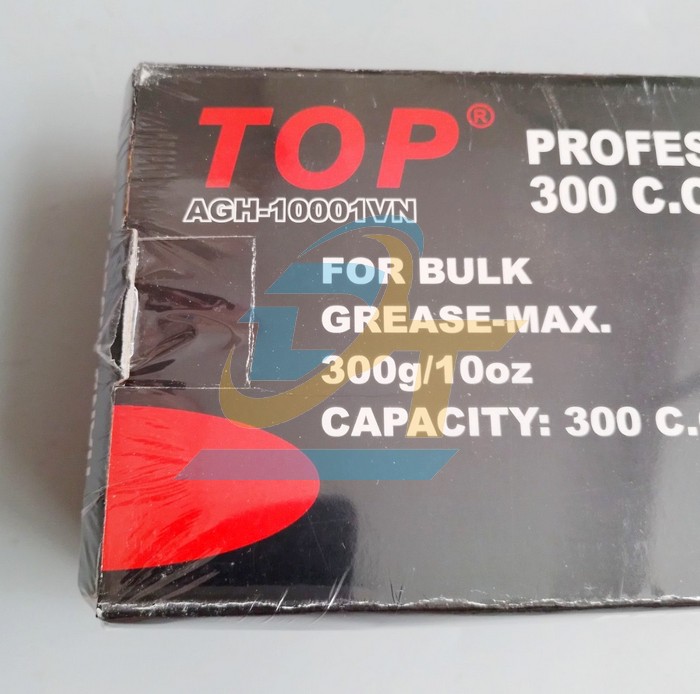 TOP®
AGH-10001VN
PROFES
300 C.C
FOR BULK
GREASE-MAX.
300g/10oz
CAPACITY: 300 C.